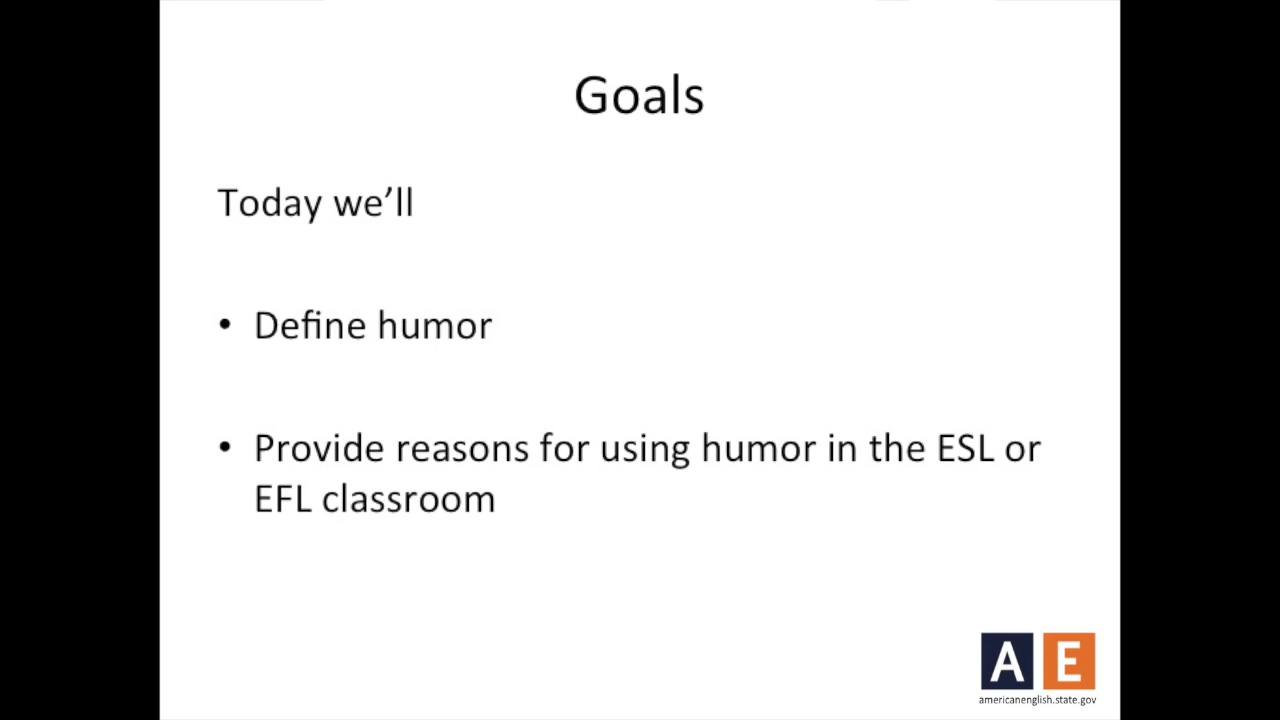 Goals
Today we’ll
• Define humor
• Provide reasons for using humor in the ESL or
EFL classroom
A E
americanenglish.state.gov